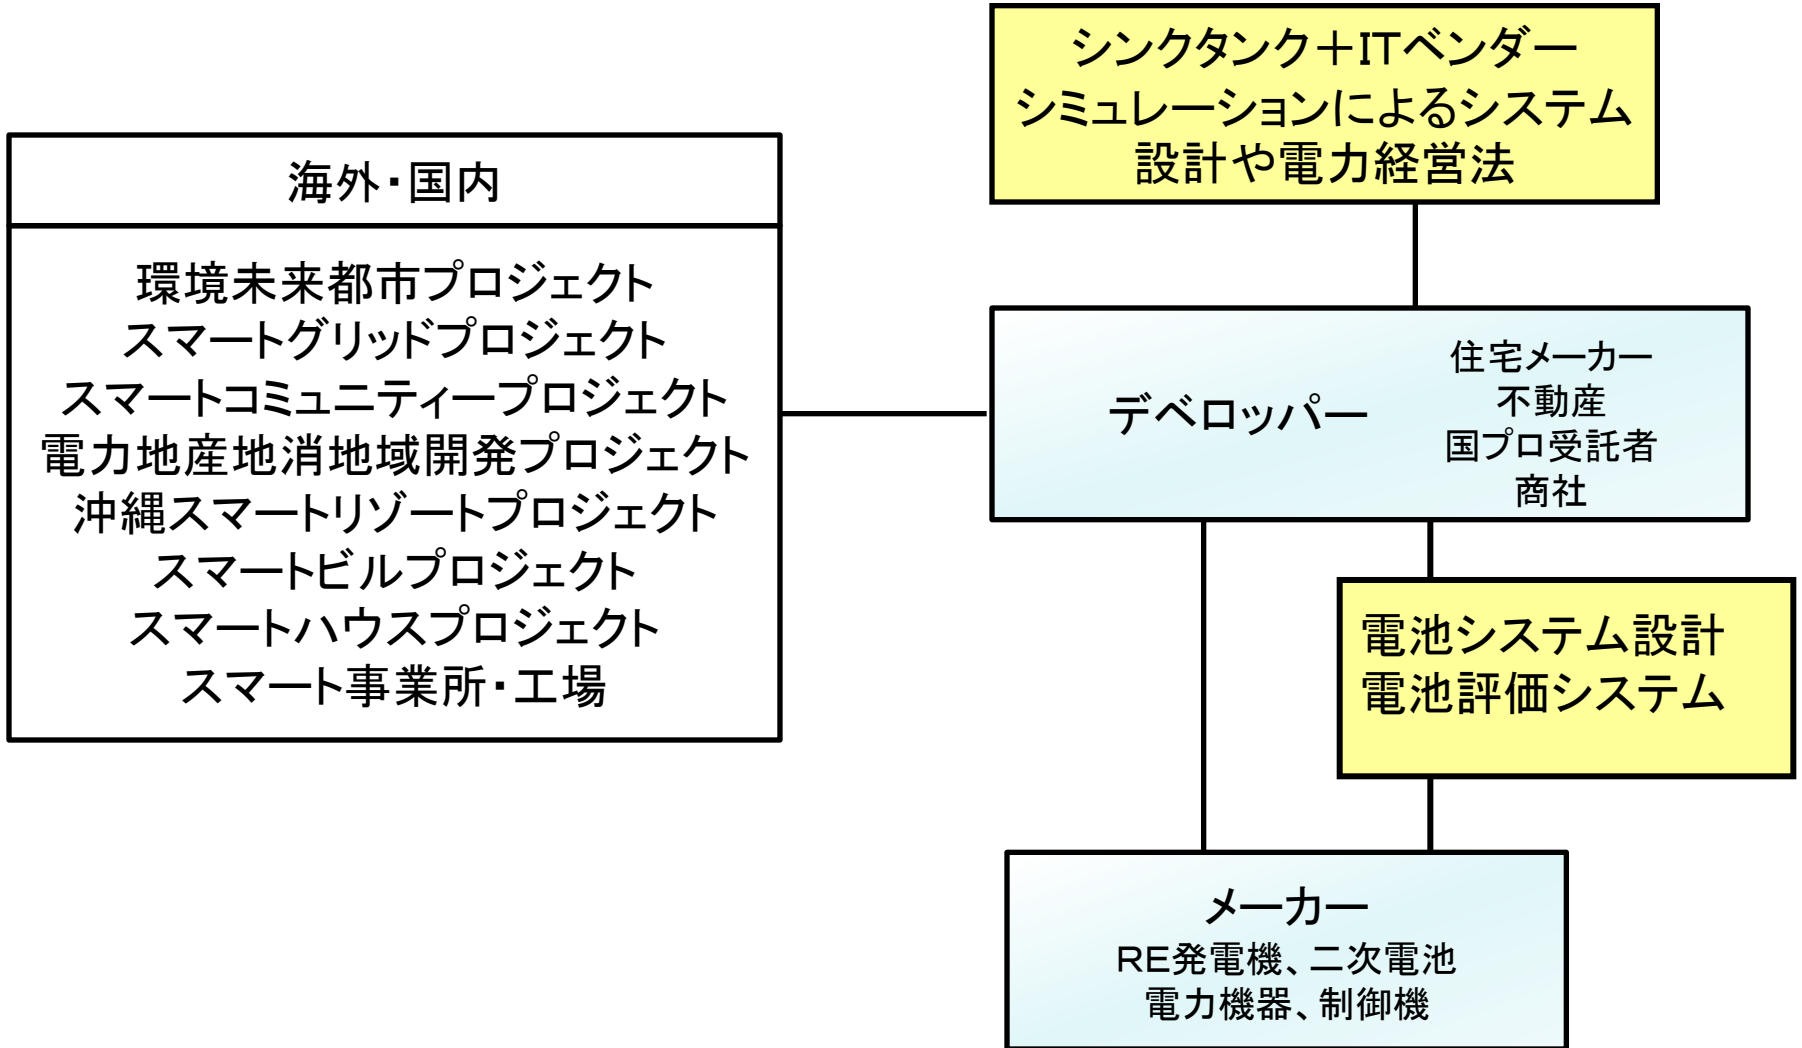 シンクタンク＋ITベンダー
シミュレーションによるシステム
設計や電力経営法
海外・国内
環境未来都市プロジェクト
スマートグリッドプロジェクト
スマートコミュニティープロジェクト
電力地産地消地域開発プロジェクト
沖縄スマートリゾートプロジェクト
スマートビルプロジェクト
スマートハウスプロジェクト
スマート事業所・工場
デベロッパー
住宅メーカー
不動産
国プロ受託者
商社
電池システム設計
電池評価システム
メーカー
RE発電機、二次電池
電力機器、制御機